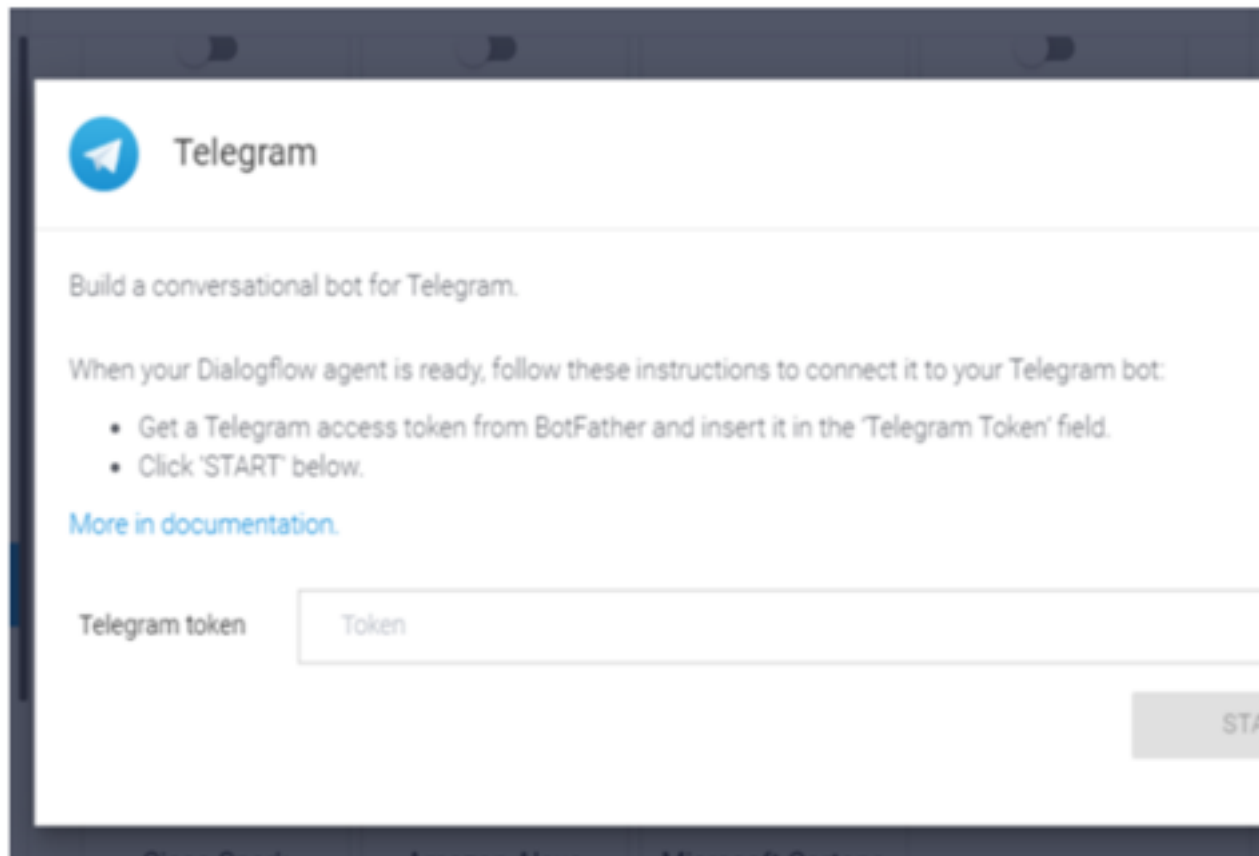 Telegram
Build a conversational bot for Telegram.
When your Dialogflow agent is ready, follow these instructions to connect it to your Telegram bot:
• Get a Telegram access token from BotFather and insert it in the 'Telegram Token' field.
• Click 'START' below.
More in documentation.
Telegram token
Token
STA